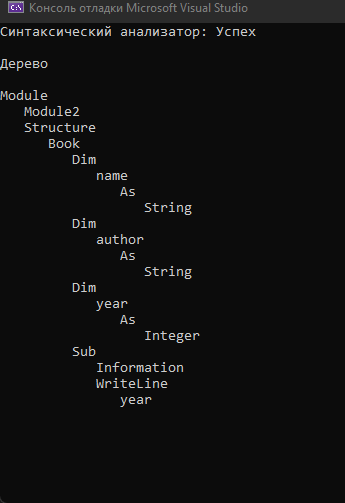 Консоль отладки Microsoft Visual Studio
Синтаксический анализатор: Успех
Дерево
Module
Module2
Structure
Book
Dim
name
As
String
Dim
author
As
String
Dim
year
As
Integer
Sub
Information
WriteLine
year